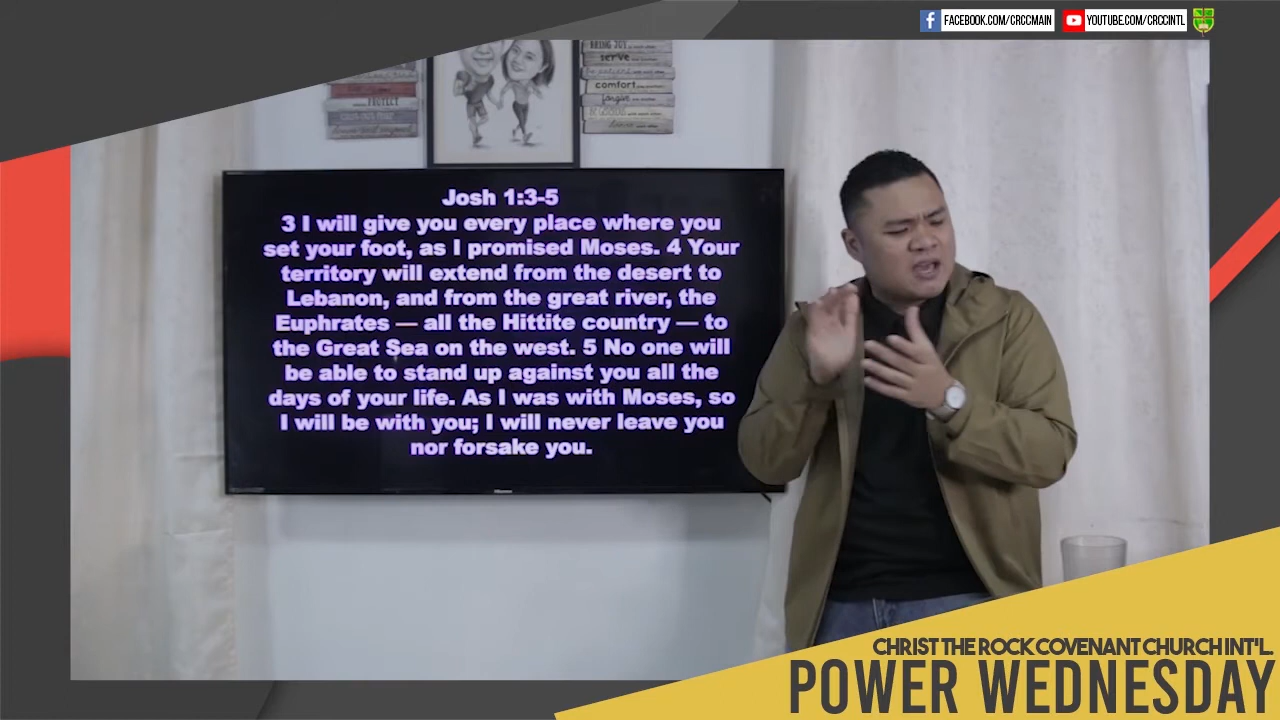 FACEBOOK.COM/CRCCMAIN
YOUTUBE.COM/CRCCINTL
BRING JOY
serve
comfort
forgive
PROTECT
Josh 1:3-5
3 I will give you every place where you
set your foot, as I promised Moses. 4 Your
territory will extend from the desert to
Lebanon, and from the great river, the
Euphrates — all the Hittite country — to
the Great Sea on the west. 5 No one will
be able to stand up against you all the
days of your life. As I was with Moses, so
I will be with you; I will never leave you
nor forsake you.
Hisense
CHRIST THE ROCK COVENANT CHURCH INT'L.
POWER WEDNESDAY